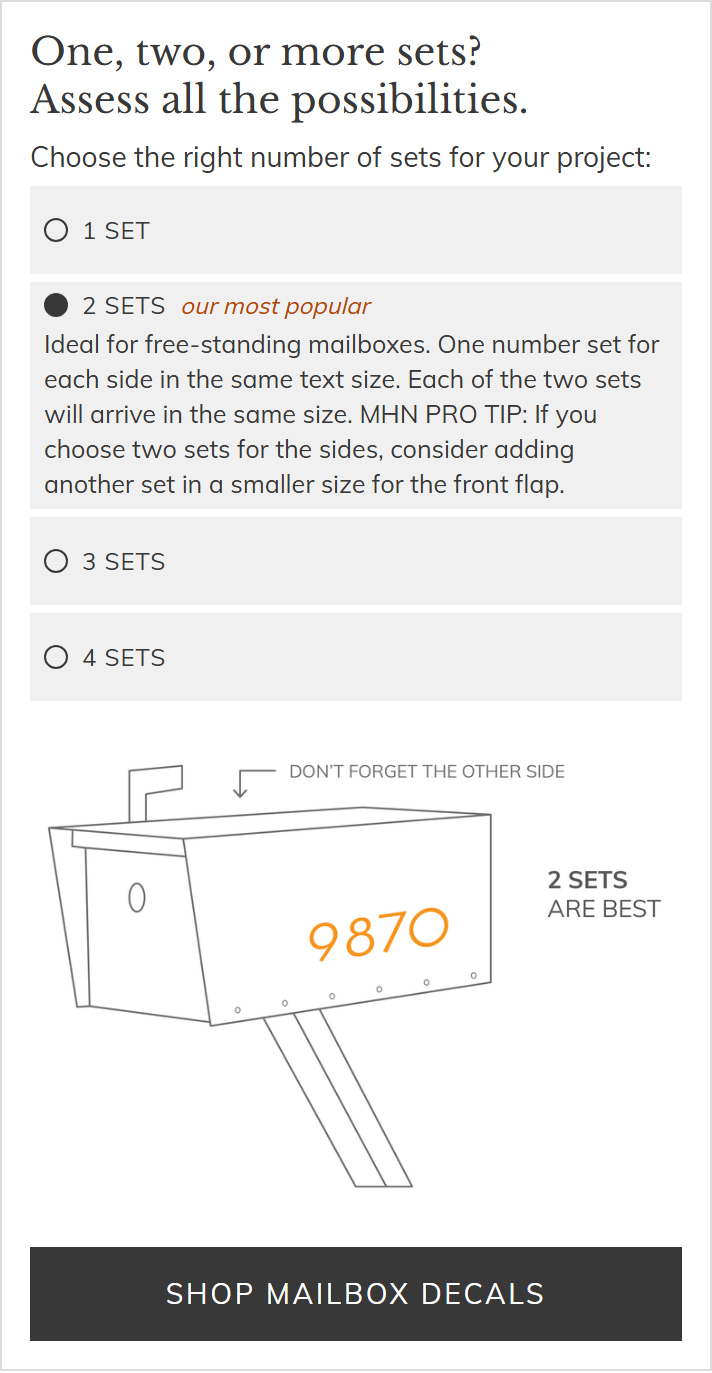 One, two, or more sets?
Assess all the possibilities.
Choose the right number of sets for your project:
1 SET
2 SETS our most popular
Ideal for free-standing mailboxes. One number set for
each side in the same text size. Each of the two sets
will arrive in the same size. MHN PRO TIP: If you
choose two sets for the sides, consider adding
another set in a smaller size for the front flap.
3 SETS
4 SETS
DON'T FORGET THE OTHER SIDE
2 SETS
ARE BEST
9870
SHOP MAILBOX DECALS